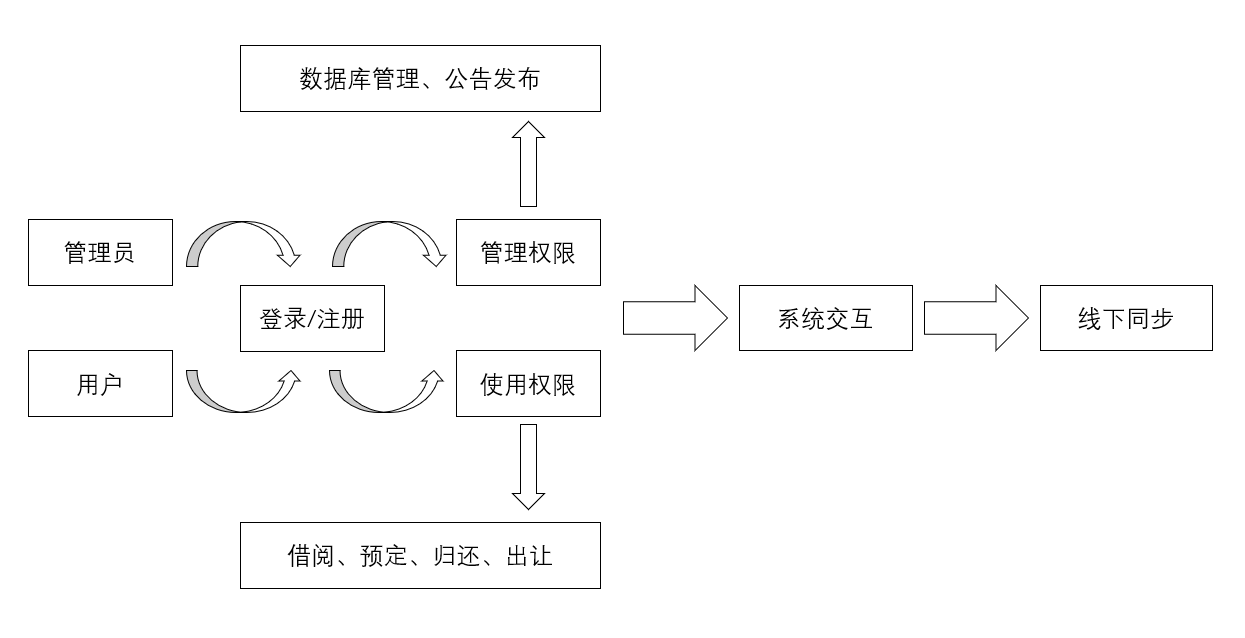 数据库管理、公告发布
管理员
管理权限
登录/注册
系统交互
线下同步
用户
使用权限
借阅、预定、归还、出让